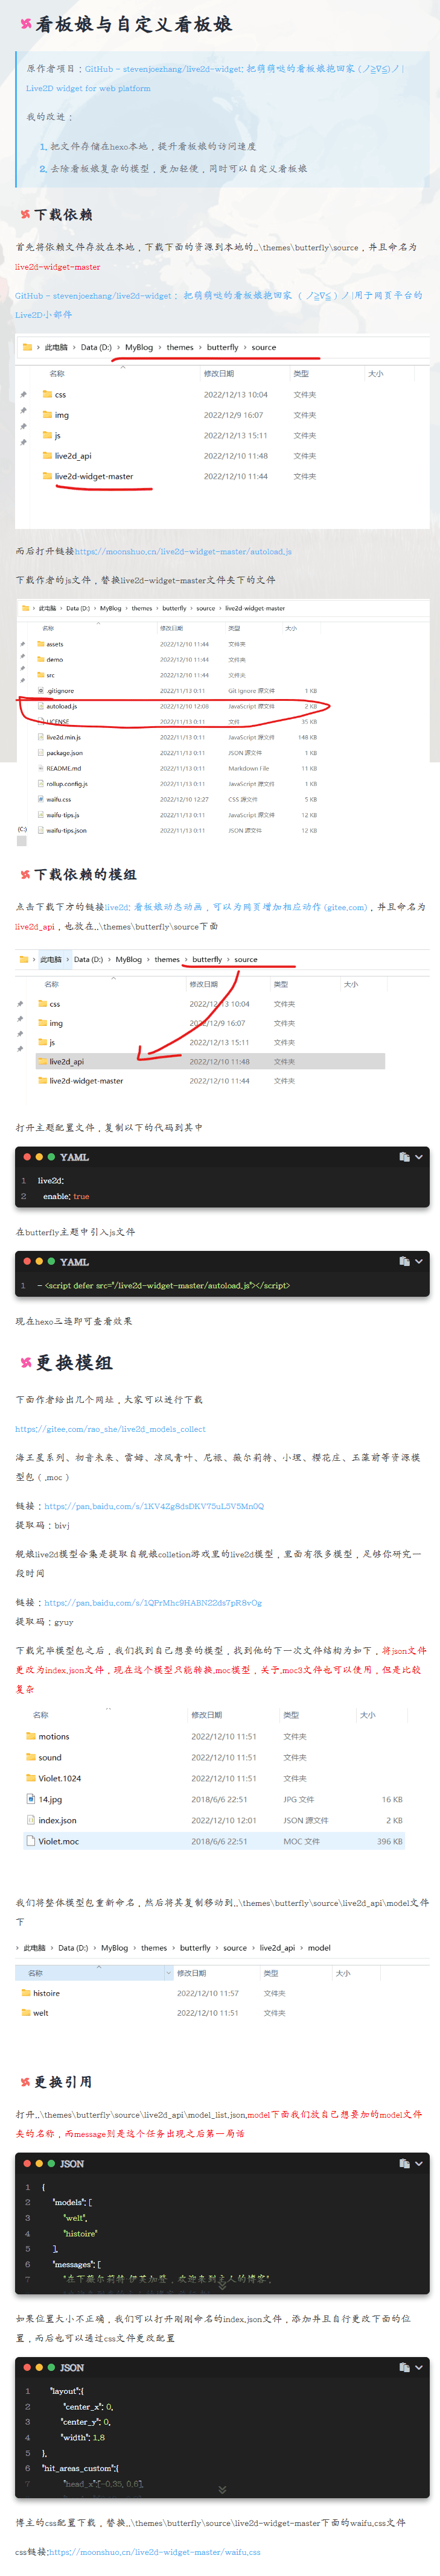 看板娘与自定义看板娘
原作者项目：GitHub - stevenjoezhang/live2d-widget: 把萌萌哒的看板娘抱回家 (ノ≧∇≦)ノ |
Live2D widget for web platform
我的改进：
1. 把文件存储在hexo本地，提升看板娘的访问速度
2. 去除看板娘复杂的模型，更加轻便，同时可以自定义看板娘
下载依赖
首先将依赖文件存放在本地，下载下面的资源到本地的..\themes\butterfly\source，并且命名为
live2d-widget-master
GitHub - stevenjoezhang/live2d-widget： 把萌萌哒的看板娘抱回家 （ ノ≧∇≦ ）ノ |用于网页平台的
Live2D小部件
› 此电脑 › Data (D:) › MyBlog › themes › butterfly › source
名称 修改日期 类型 大小
css 2022/12/13 10:04 文件夹
img 2022/12/9 16:07 文件夹
js 2022/12/13 15:11 文件夹
live2d_api 2022/12/10 11:48 文件夹
live2d-widget-master 2022/12/10 11:44 文件夹
而后打开链接https://moonshuo.cn/live2d-widget-master/autoload.js
下载作者的js文件，替换live2d-widget-master文件夹下的文件
› 此电脑 › Data (D:) › MyBlog › themes › butterfly › source › live2d-widget-master
名称 修改日期 类型 大小
assets 2022/12/10 11:44 文件夹
demo 2022/12/10 11:44 文件夹
src 2022/12/10 11:44 文件夹
.gitignore 2022/11/13 0:11 Git Ignore 源文件 1 KB
autoload.js 2022/12/10 12:08 JavaScript 源文件 2 KB
LICENSE 2022/11/13 0:11 文件 35 KB
live2d.min.js 2022/11/13 0:11 JavaScript 源文件 148 KB
package.json 2022/11/13 0:11 JSON 源文件 1 KB
README.md 2022/11/13 0:11 Markdown File 11 KB
rollup.config.js 2022/11/13 0:11 JavaScript 源文件 1 KB
waifu.css 2022/12/10 12:27 CSS 源文件 5 KB
waifu-tips.js 2022/11/13 0:11 JavaScript 源文件 12 KB
waifu-tips.json 2022/11/13 0:11 JSON 源文件 12 KB
(C:)
下载依赖的模组
点击下载下方的链接live2d: 看板娘动态动画，可以为网页增加相应动作 (gitee.com)，并且命名为
live2d_api，也放在..\themes\butterfly\source下面
› 此电脑 › Data (D:) › MyBlog › themes › butterfly › source
名称 修改日期 类型 大小
css 2022/12/13 10:04 文件夹
img 2022/12/9 16:07 文件夹
js 2022/12/13 15:11 文件夹
live2d_api 2022/12/10 11:48 文件夹
live2d-widget-master 2022/12/10 11:44 文件夹
打开主题配置文件，复制以下的代码到其中
YAML
1 live2d:
2 enable: true
在butterfly主题中引入js文件
YAML
1 - <script defer src="/live2d-widget-master/autoload.js"></script>
现在hexo三连即可查看效果
更换模组
下面作者给出几个网址，大家可以进行下载
https://gitee.com/rao_she/live2d_models_collect
海王星系列、初音未来、雷姆、凉风青叶、尼禄、薇尔莉特、小埋、樱花庄、玉藻前等资源模
型包（.moc）
链接：https://pan.baidu.com/s/1KV4Zg8dsDKV75uL5V5Mn0Q
提取码：bivj
舰娘live2d模型合集是提取自舰娘colletion游戏里的live2d模型，里面有很多模型，足够你研究一
段时间
链接：https://pan.baidu.com/s/1QPrMhc9HABN22ds7pR8vOg
提取码：gyuy
下载完毕模型包之后，我们找到自己想要的模型，找到他的下一次文件结构为如下，将json文件
更改为index.json文件，现在这个模型只能转换.moc模型，关于.moc3文件也可以使用，但是比较
复杂
名称 修改日期 类型 大小
motions 2022/12/10 11:51 文件夹
sound 2022/12/10 11:51 文件夹
Violet.1024 2022/12/10 11:51 文件夹
14.jpg 2018/6/6 22:51 JPG 文件 16 KB
index.json 2022/12/10 12:01 JSON 源文件 2 KB
Violet.moc 2018/6/6 22:51 MOC 文件 396 KB
我们将整体模型包重新命名，然后将其复制移动到..\themes\butterfly\source\live2d_api\model文件
下
› 此电脑 › Data (D:) › MyBlog › themes › butterfly › source › live2d_api › model
名称 修改日期 类型 大小
histoire 2022/12/10 11:57 文件夹
welt 2022/12/10 11:51 文件夹
更换引用
打开..\themes\butterfly\source\live2d_api\model_list.json,model下面我们放自己想要加的model文件
夹的名称，而message则是这个任务出现之后第一局话
JSON
1 {
2 "models": [
3 "welt",
4 "histoire"
5 ],
6 "messages": [
7 "在下薇尔莉特·伊芙加登，欢迎来到主人的博客",
如果位置大小不正确，我们可以打开刚刚命名的index.json文件，添加并且自行更改下面的位
置，而后也可以通过css文件更改配置
JSON
1 "layout":{
2 "center_x": 0,
3 "center_y": 0,
4 "width": 1.8
5 },
6 "hit_areas_custom":{
7 "head_x":[-0.35, 0.6],
博主的css配置下载，替换..\themes\butterfly\source\live2d-widget-master下面的waifu.css文件
css链接:https://moonshuo.cn/live2d-widget-master/waifu.css